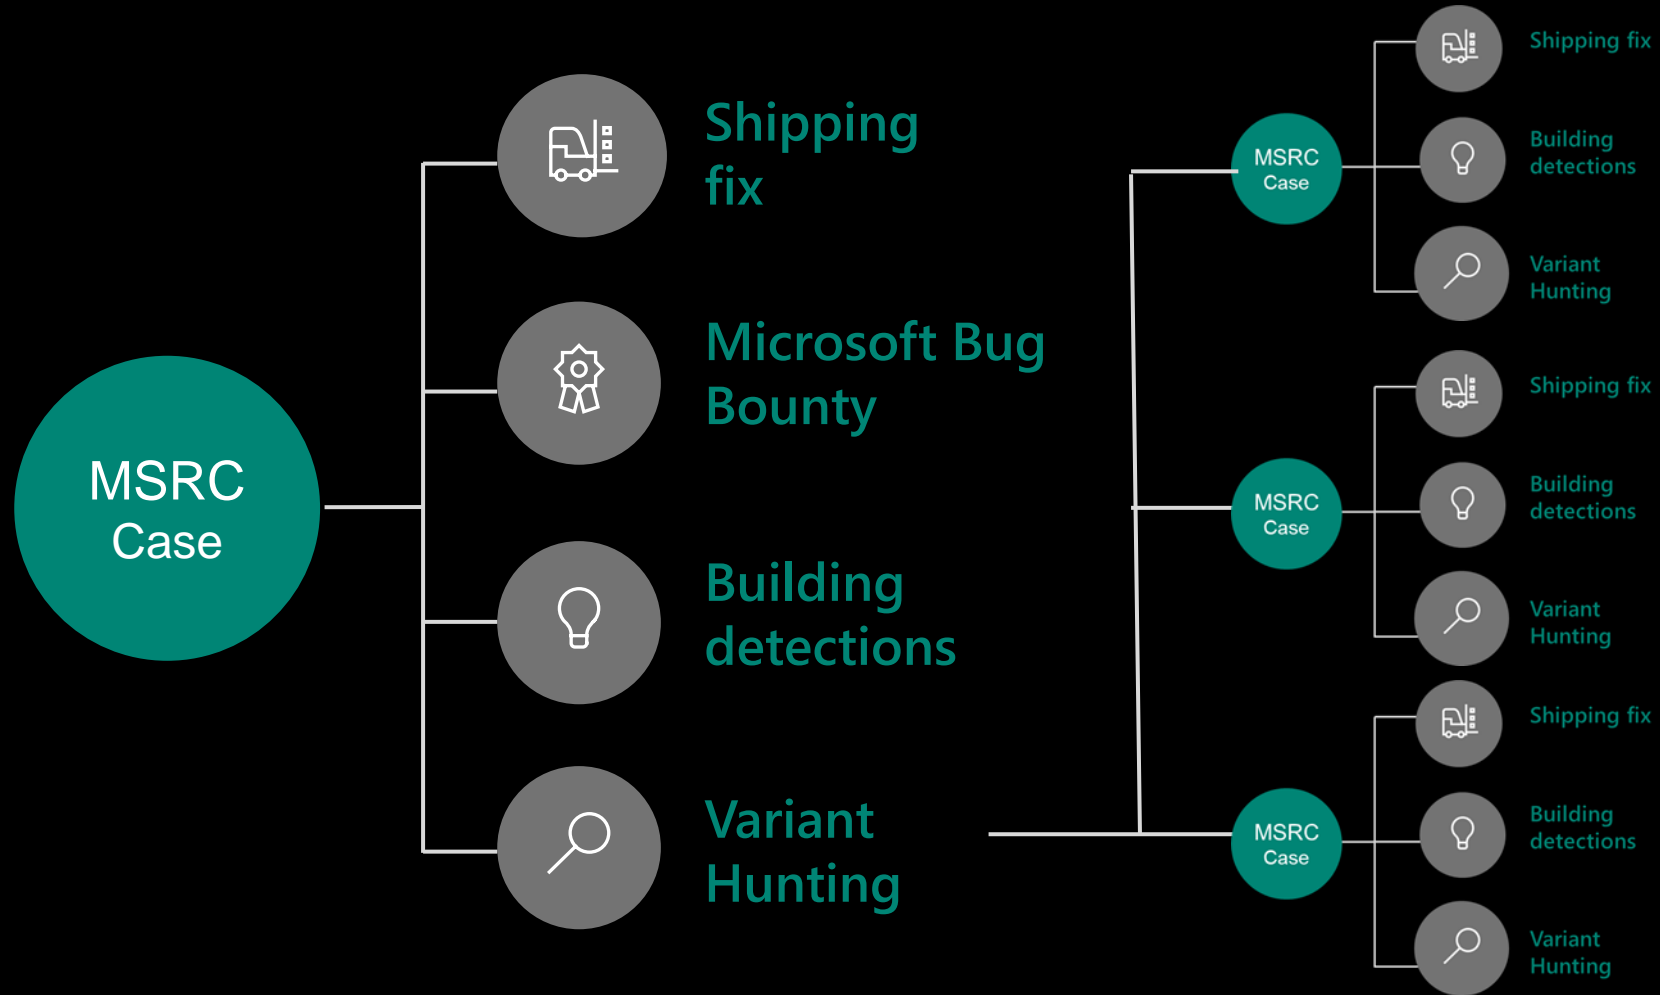 MSRC
Case
Shipping
fix
Microsoft Bug
Bounty
Building
detections
Variant
Hunting
MSRC
Case
Shipping fix
Building
detections
Variant
Hunting
MSRC
Case
Shipping fix
Building
detections
Variant
Hunting
MSRC
Case
Shipping fix
Building
detections
Variant
Hunting